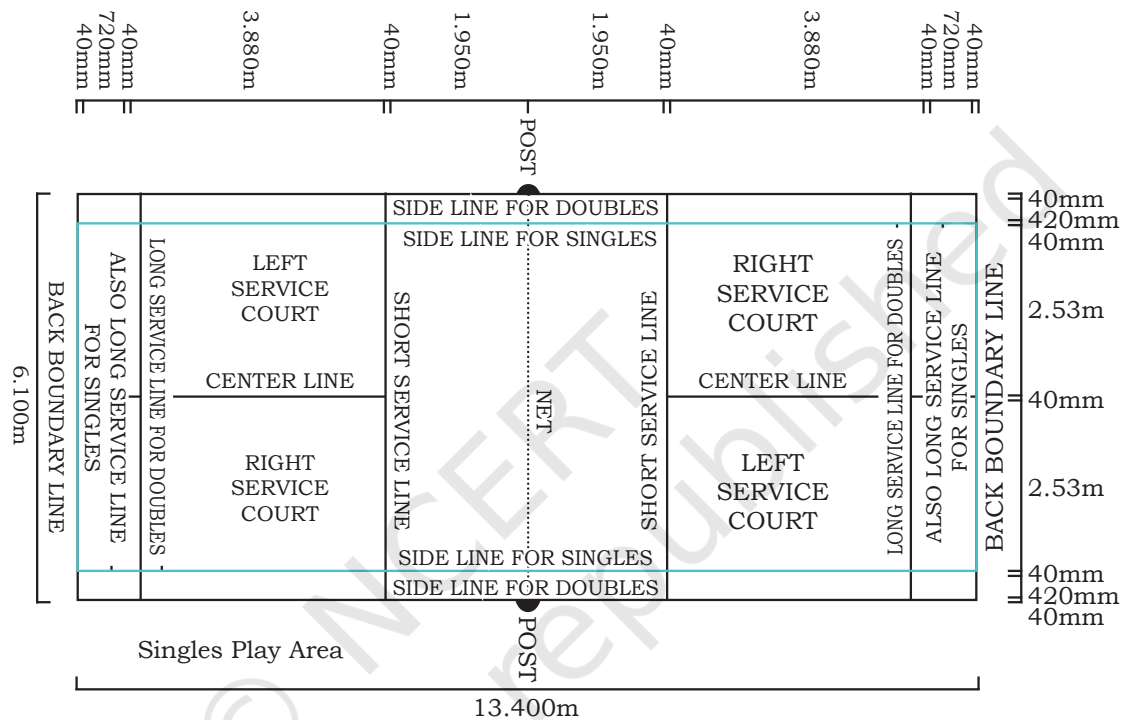 40mm
720mm
40mm
3.880m
40mm
1.950m
1.950m
40mm
3.880m
40mm
720mm
40mm
POST
SIDE LINE FOR DOUBLES
SIDE LINE FOR SINGLES
40mm
420mm
40mm
2.53m
40mm
2.53m
40mm
420mm
40mm
6.100m
BACK BOUNDARY LINE
ALSO LONG SERVICE LINE
FOR SINGLES
LONG SERVICE LINE FOR DOUBLES
LEFT
SERVICE
COURT
CENTER LINE
RIGHT
SERVICE
COURT
SHORT SERVICE LINE
NET
SHORT SERVICE LINE
RIGHT
SERVICE
COURT
CENTER LINE
LEFT
SERVICE
COURT
LONG SERVICE LINE FOR DOUBLES
ALSO LONG SERVICE LINE
FOR SINGLES
BACK BOUNDARY LINE
SIDE LINE FOR SINGLES
SIDE LINE FOR DOUBLES
POST
Singles Play Area
13.400m
© NCERT
republished